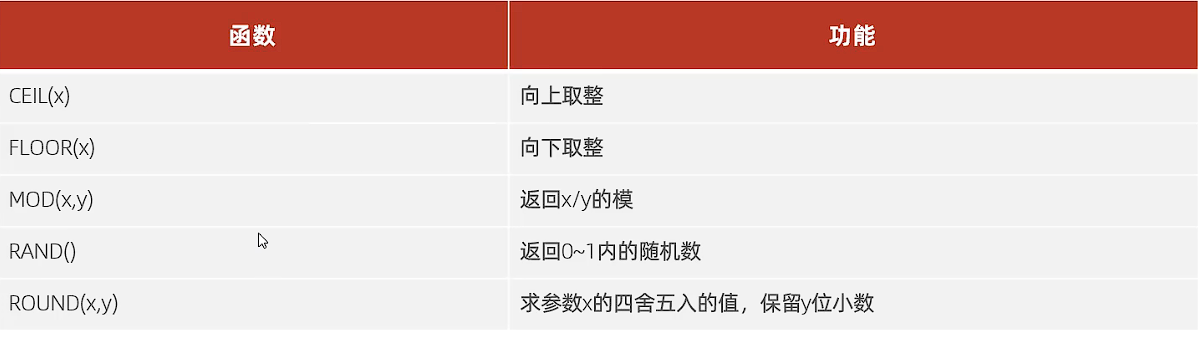 函数 功能
CEIL(x) 向上取整
FLOOR(x) 向下取整
MOD(x,y) 返回x/y的模
RAND() 返回0~1内的随机数
ROUND(x,y) 求参数x的四舍五入的值，保留y位小数